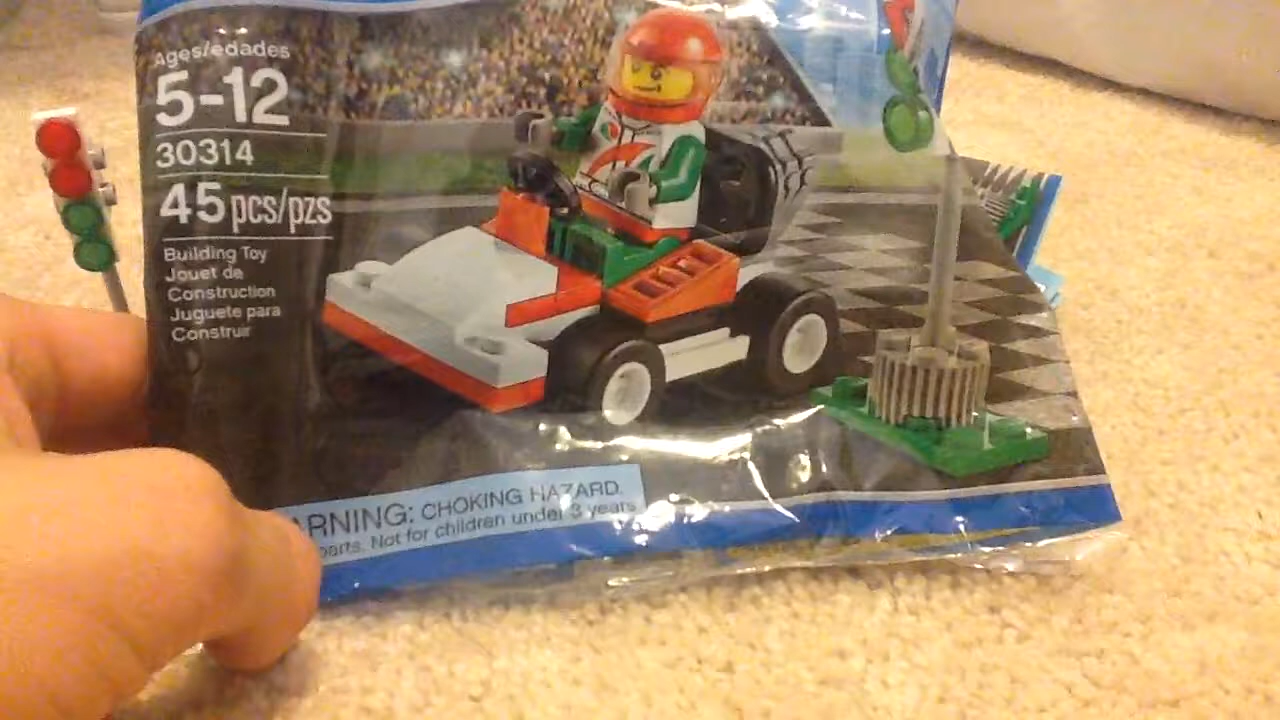 Ages/edades
5-12
30314
45 pcs/pzs
Building Toy
Jouet de
Construction
Juguete para
Construir
ARNING: CHOKING HAZARD.
parts. Not for children under 3 years